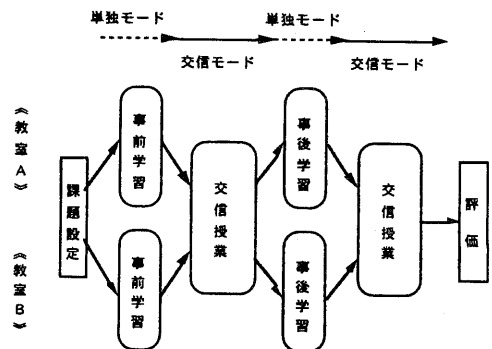 単独モード
単独モード
交信モード
交信モード
《教室A》
《教室B》
課題設定
事前学習
事前学習
交信授業
事後学習
事後学習
交信授業
評価